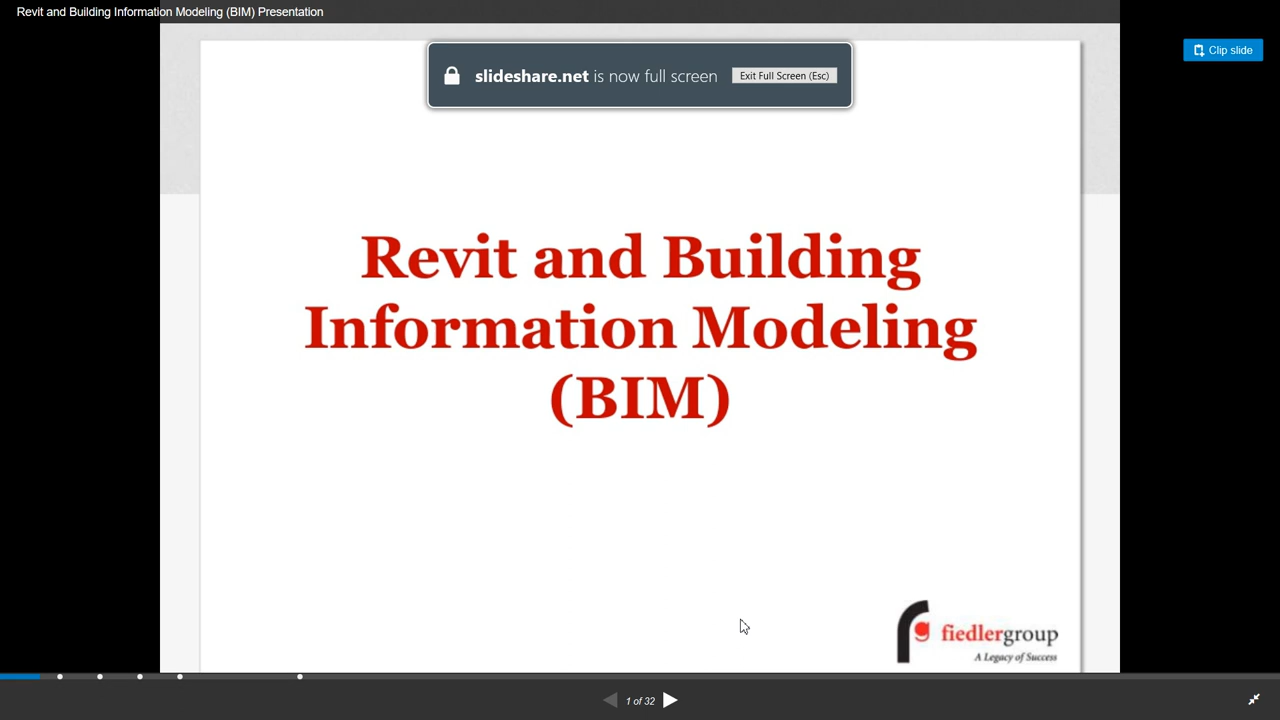 Revit and Building Information Modeling (BIM) Presentation
Clip slide
slideshare.net is now full screen Exit Full Screen (Esc)
Revit and Building
Information Modeling
(BIM)
fiedlergroup
A Legacy of Success
1 of 32